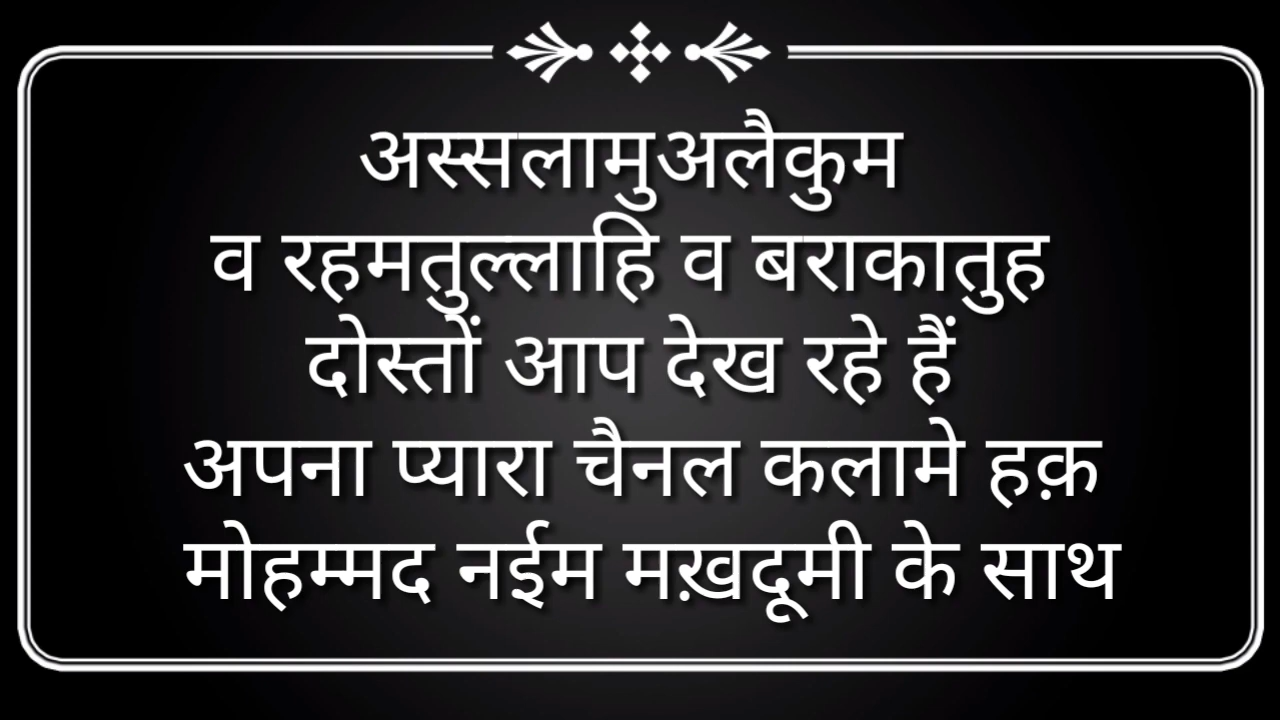 अस्सलामुअलैकुम
व रहमतुल्लाहि व बराकातुह
दोस्तों आप देख रहे हैं
अपना प्यारा चैनल कलामे हक़
मोहम्मद नईम मख़दूमी के साथ